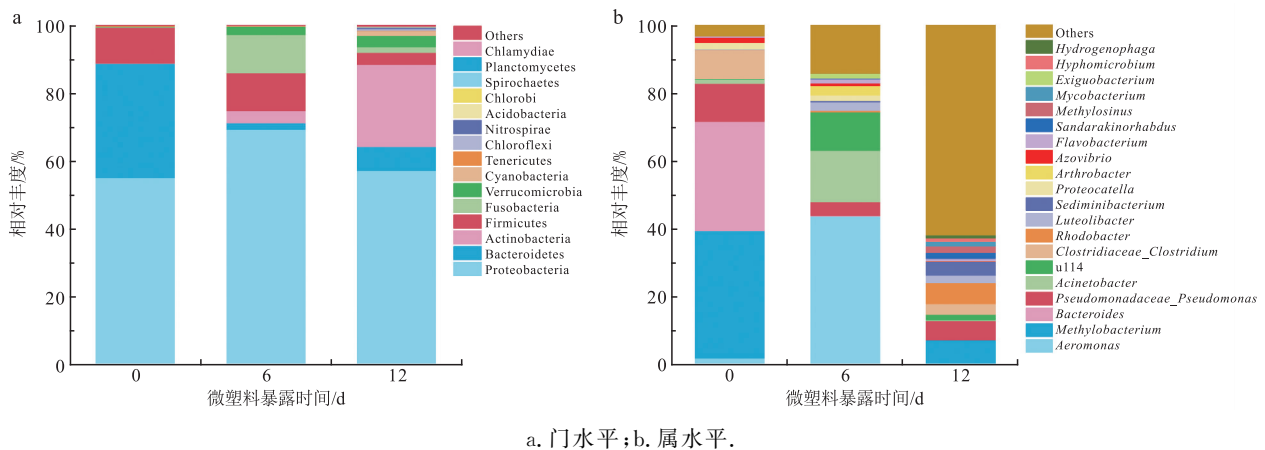 a
100
80
60
40
20
0
相对丰度/%
0
6
12
微塑料暴露时间/d
Others
Chlamydiae
Planctomycetes
Spirochaetes
Chlorobi
Acidobacteria
Nitrospirae
Chloroflexi
Tenericutes
Cyanobacteria
Verrucomicrobia
Fusobacteria
Firmicutes
Actinobacteria
Bacteroidetes
Proteobacteria
b
100
80
60
40
20
0
相对丰度/%
0
6
12
微塑料暴露时间/d
Others
Hydrogenophaga
Hyphomicrobium
Exiguobacterium
Mycobacterium
Methylosinus
Sandarakinorhabdus
Flavobacterium
Azovibrio
Arthrobacter
Proteocatella
Sediminibacterium
Luteolibacter
Rhodobacter
Clostridiaceae_Clostridium
u114
Acinetobacter
Pseudomonadaceae_Pseudomonas
Bacteroides
Methylobacterium
Aeromonas
a. 门水平;b. 属水平.